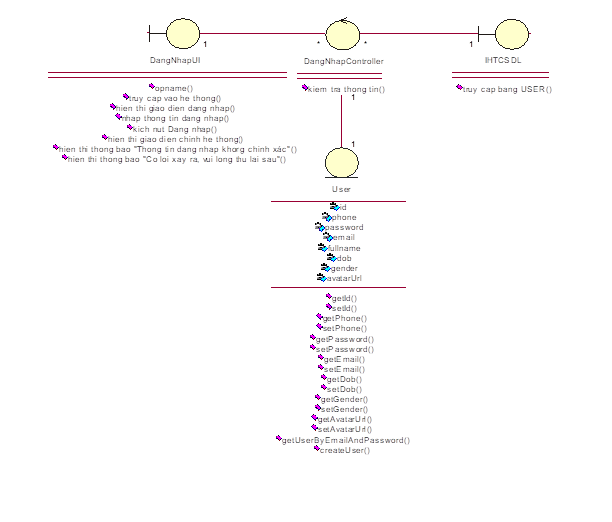 1
*
*
1
DangNhapUI
DangNhapController
IHTCSDL
opname()
truy cap vao he thong()
hien thi giao dien dang nhap()
nhap thong tin dang nhap()
kich nut Dang nhap()
hien thi giao dien chinh he thong()
hien thi thong bao "Thong tin dang nhap khong chinh xác"()
hien thi thong bao "Co loi xay ra, vui long thu lai sau"()
kiem tra thong tin()
truy cap bang USER()
1
1
User
id
phone
password
email
fullname
dob
gender
avatarUrl
getId()
setId()
getPhone()
setPhone()
getPassword()
setPassword()
getEmail()
setEmail()
getDob()
setDob()
getGender()
setGender()
getAvatarUrl()
setAvatarUrl()
getUserByEmailAndPassword()
createUser()